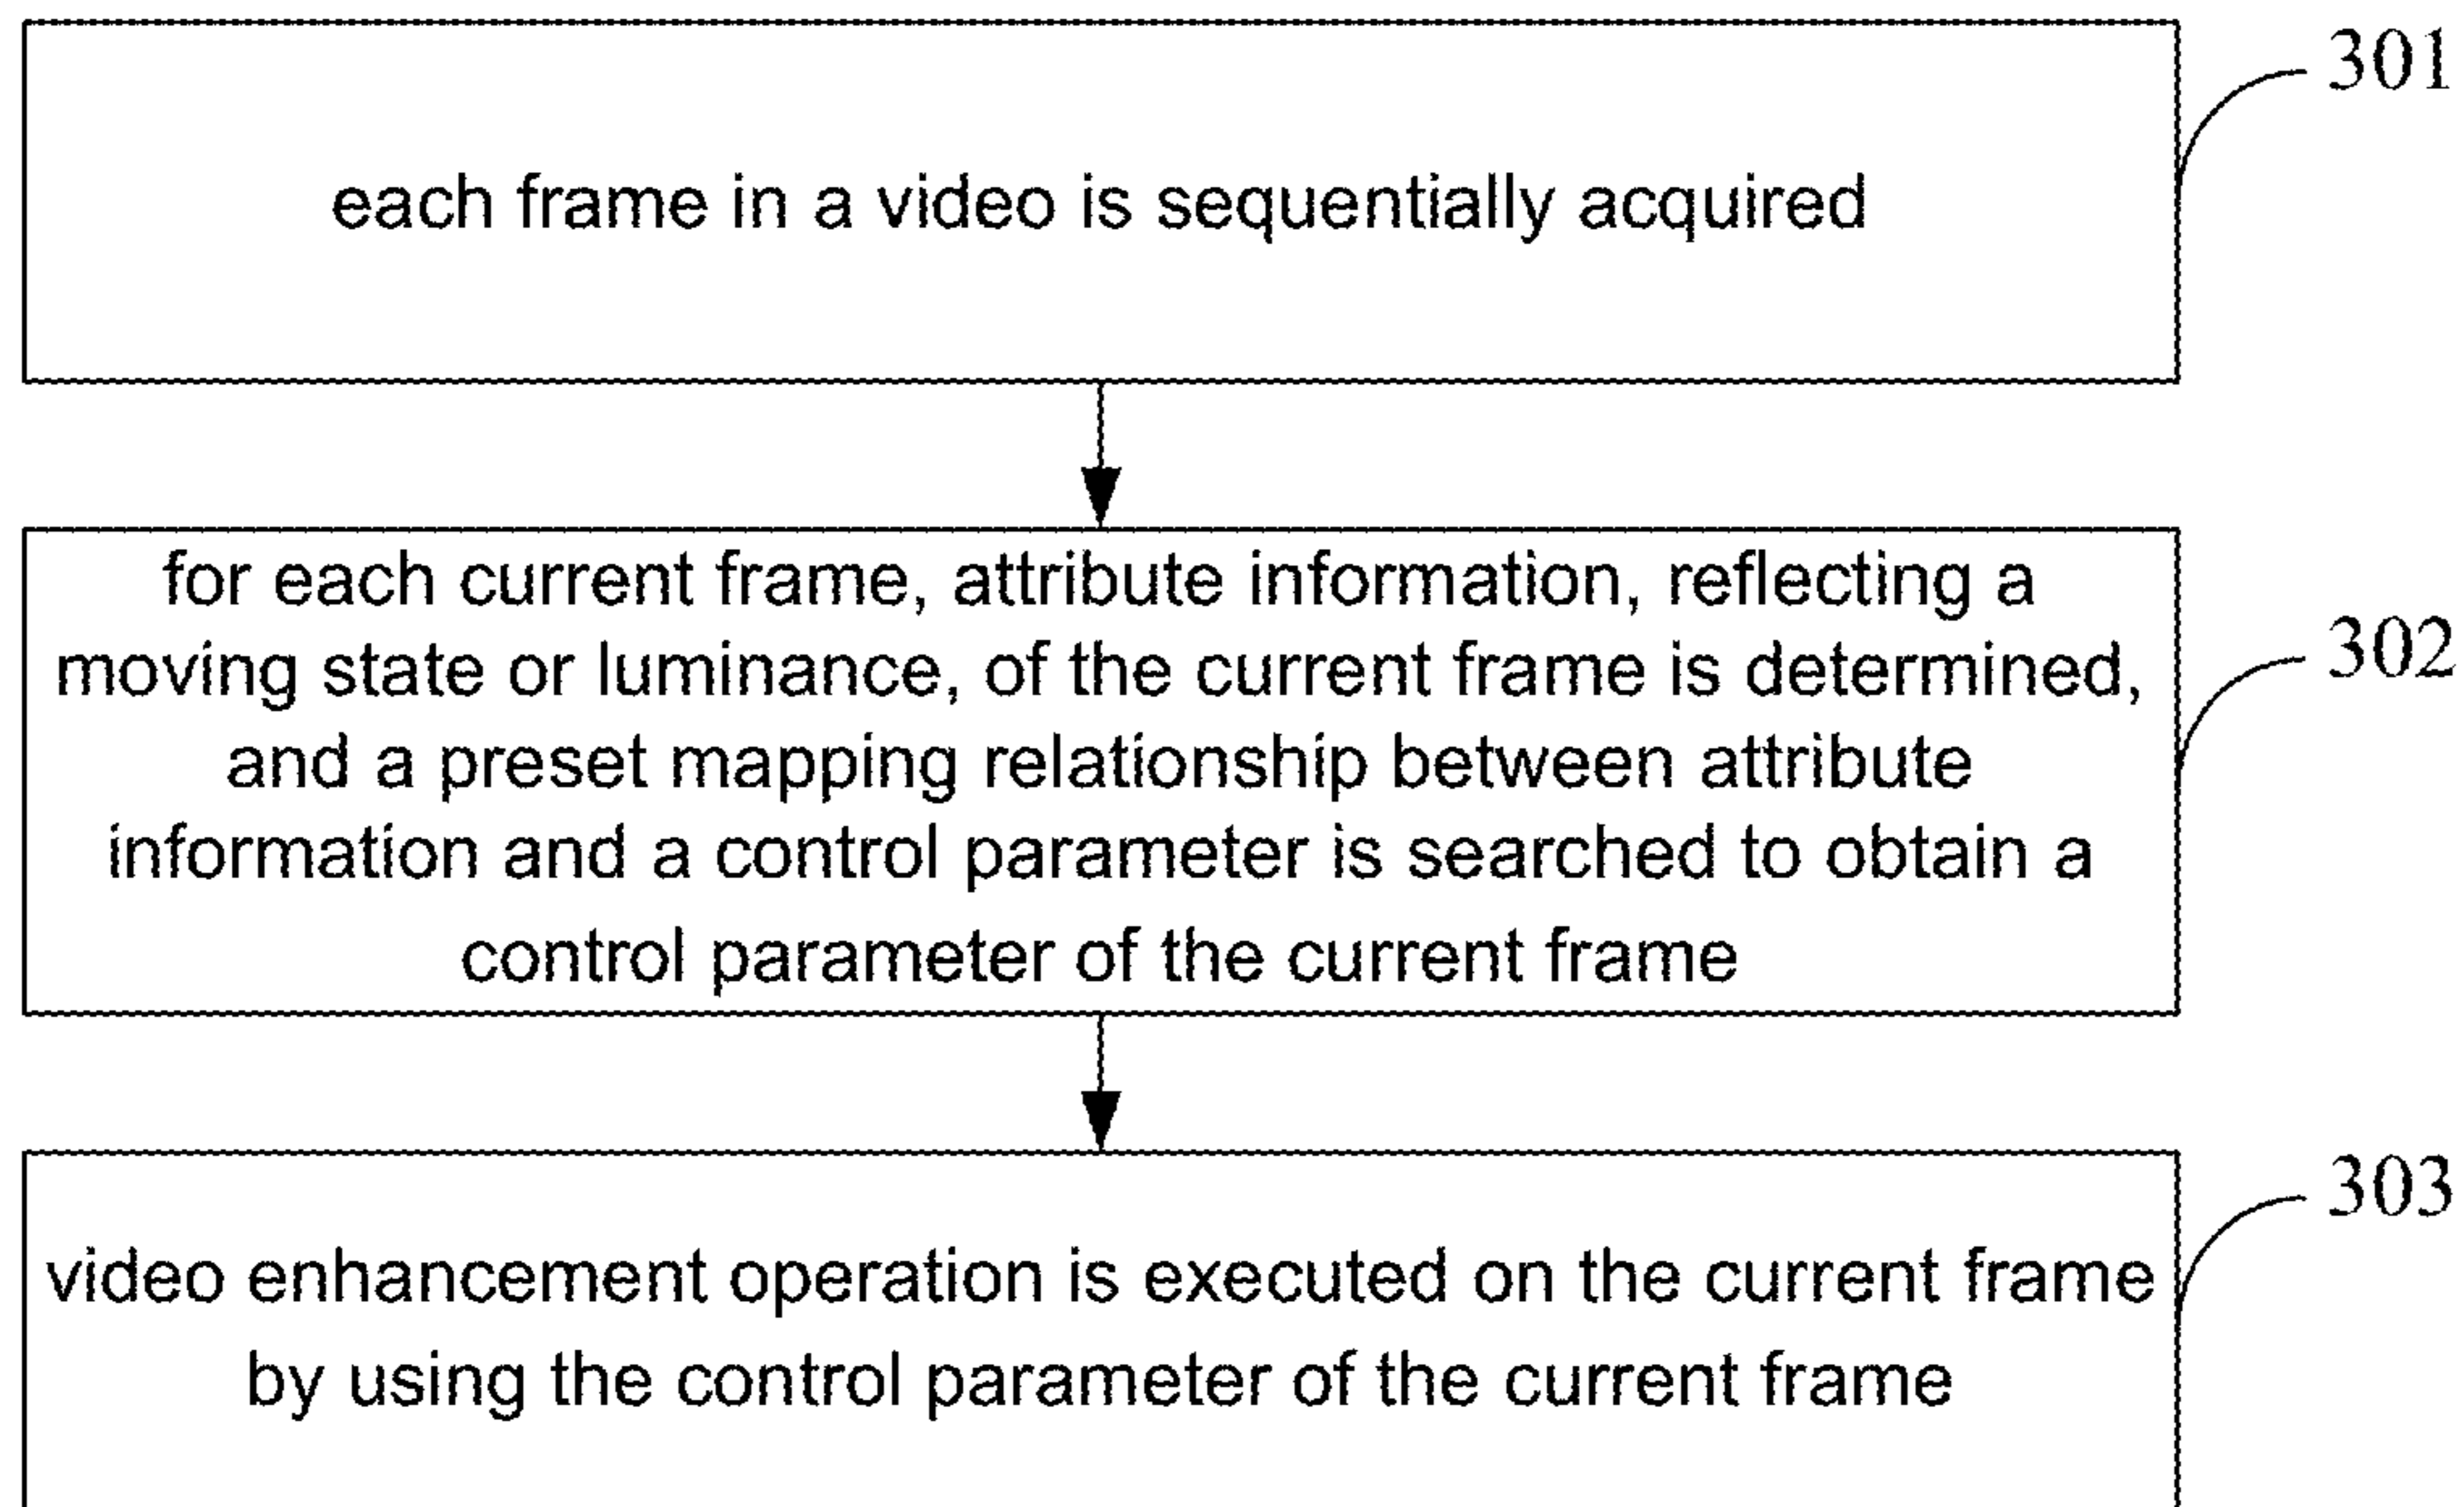 301
each frame in a video is sequentially acquired
for each current frame, attribute information, reflecting a
moving state or luminance, of the current frame is determined,
302
and a preset mapping relationship between attribute
information and a control parameter is searched to obtain a
control parameter of the current frame
303
video enhancement operation is executed on the current frame
by using the control parameter of the current frame